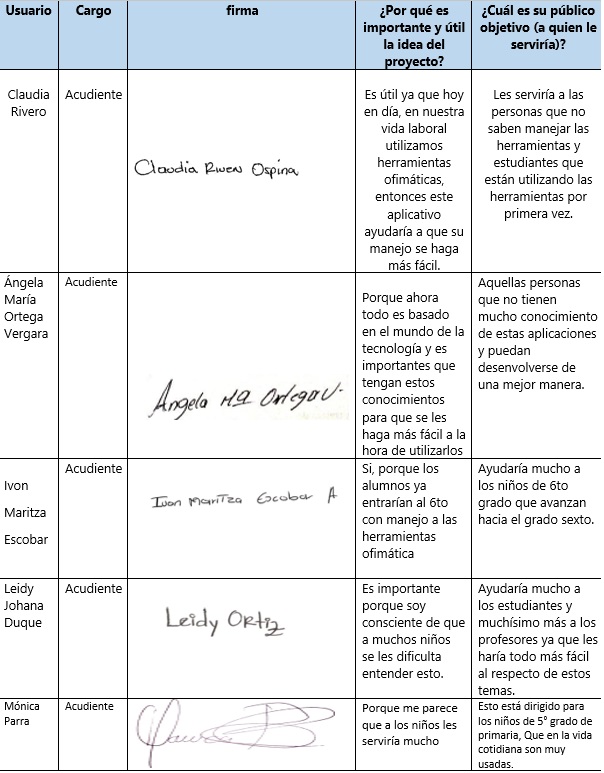 Usuario Cargo firma ¿Por qué es importante y útil la idea del proyecto? ¿Cuál es su público objetivo (a quien le serviría)?
Claudia
Rivero
Acudiente
Claudia Rivera Ospina
Es útil ya que hoy
en día, en nuestra
vida laboral
utilizamos
herramientas
ofimáticas,
entonces este
aplicativo
ayudaría a que su
manejo se haga
más fácil.
Les serviría a las
personas que no
saben manejar las
herramientas y
estudiantes que
están utilizando las
herramientas por
primera vez.
Ángela
María
Ortega
Vergara
Acudiente
Angela Mª Ortega V.
Porque ahora
todo es basado
en el mundo de la
tecnología y es
importantes que
tengan estos
conocimientos
para que se les
haga más fácil a la
hora de utilizarlos
Aquellas personas
que no tienen
mucho conocimiento
de estas aplicaciones
y puedan
desenvolverse de
una mejor manera.
Ivon
Maritza
Escobar
Acudiente
Ivon Maritza Escobar A
Si, porque los
alumnos ya
entrarían al 6to
con manejo a las
herramientas
ofimática
Ayudaría mucho a
los niños de 6to
grado que avanzan
hacia el grado sexto.
Leidy
Johana
Duque
Acudiente
Leidy Ortiz
Es importante
porque soy
consciente de que
a muchos niños
se les dificulta
entender esto.
Ayudaría mucho a
los estudiantes y
muchísimo más a los
profesores ya que les
haría todo más fácil
al respecto de estos
temas.
Mónica
Parra
Acudiente
Porque me parece
que a los niños les
serviría mucho
Esto está dirigido para
los niños de 5° grado de
primaria, Que en la vida
cotidiana son muy
usadas.